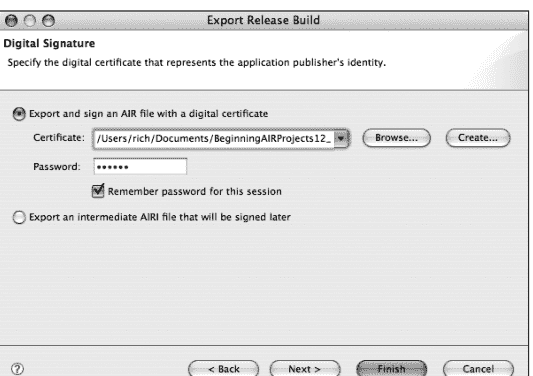 Export Release Build
Digital Signature
Specify the digital certificate that represents the application publisher's identity.
Export and sign an AIR file with a digital certificate
Certificate: /Users/rich/Documents/BeginningAIRProjects12_ Browse... Create...
Password: ••••••
Remember password for this session
Export an intermediate AIRI file that will be signed later
? < Back Next > Finish Cancel